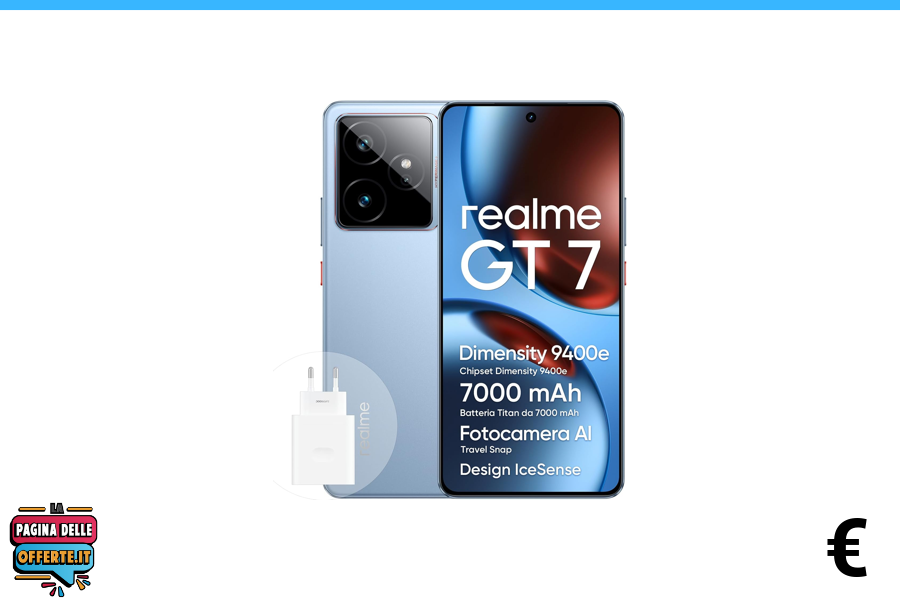 realme
GT 7
Dimensity 9400e
Chipset Dimensity 9400e
7000 mAh
Batteria Titan da 7000 mAh
Fotocamera AI
Travel Snap
Design IceSense
realme
LA
PAGINA DELLE
OFFERTE.IT
€